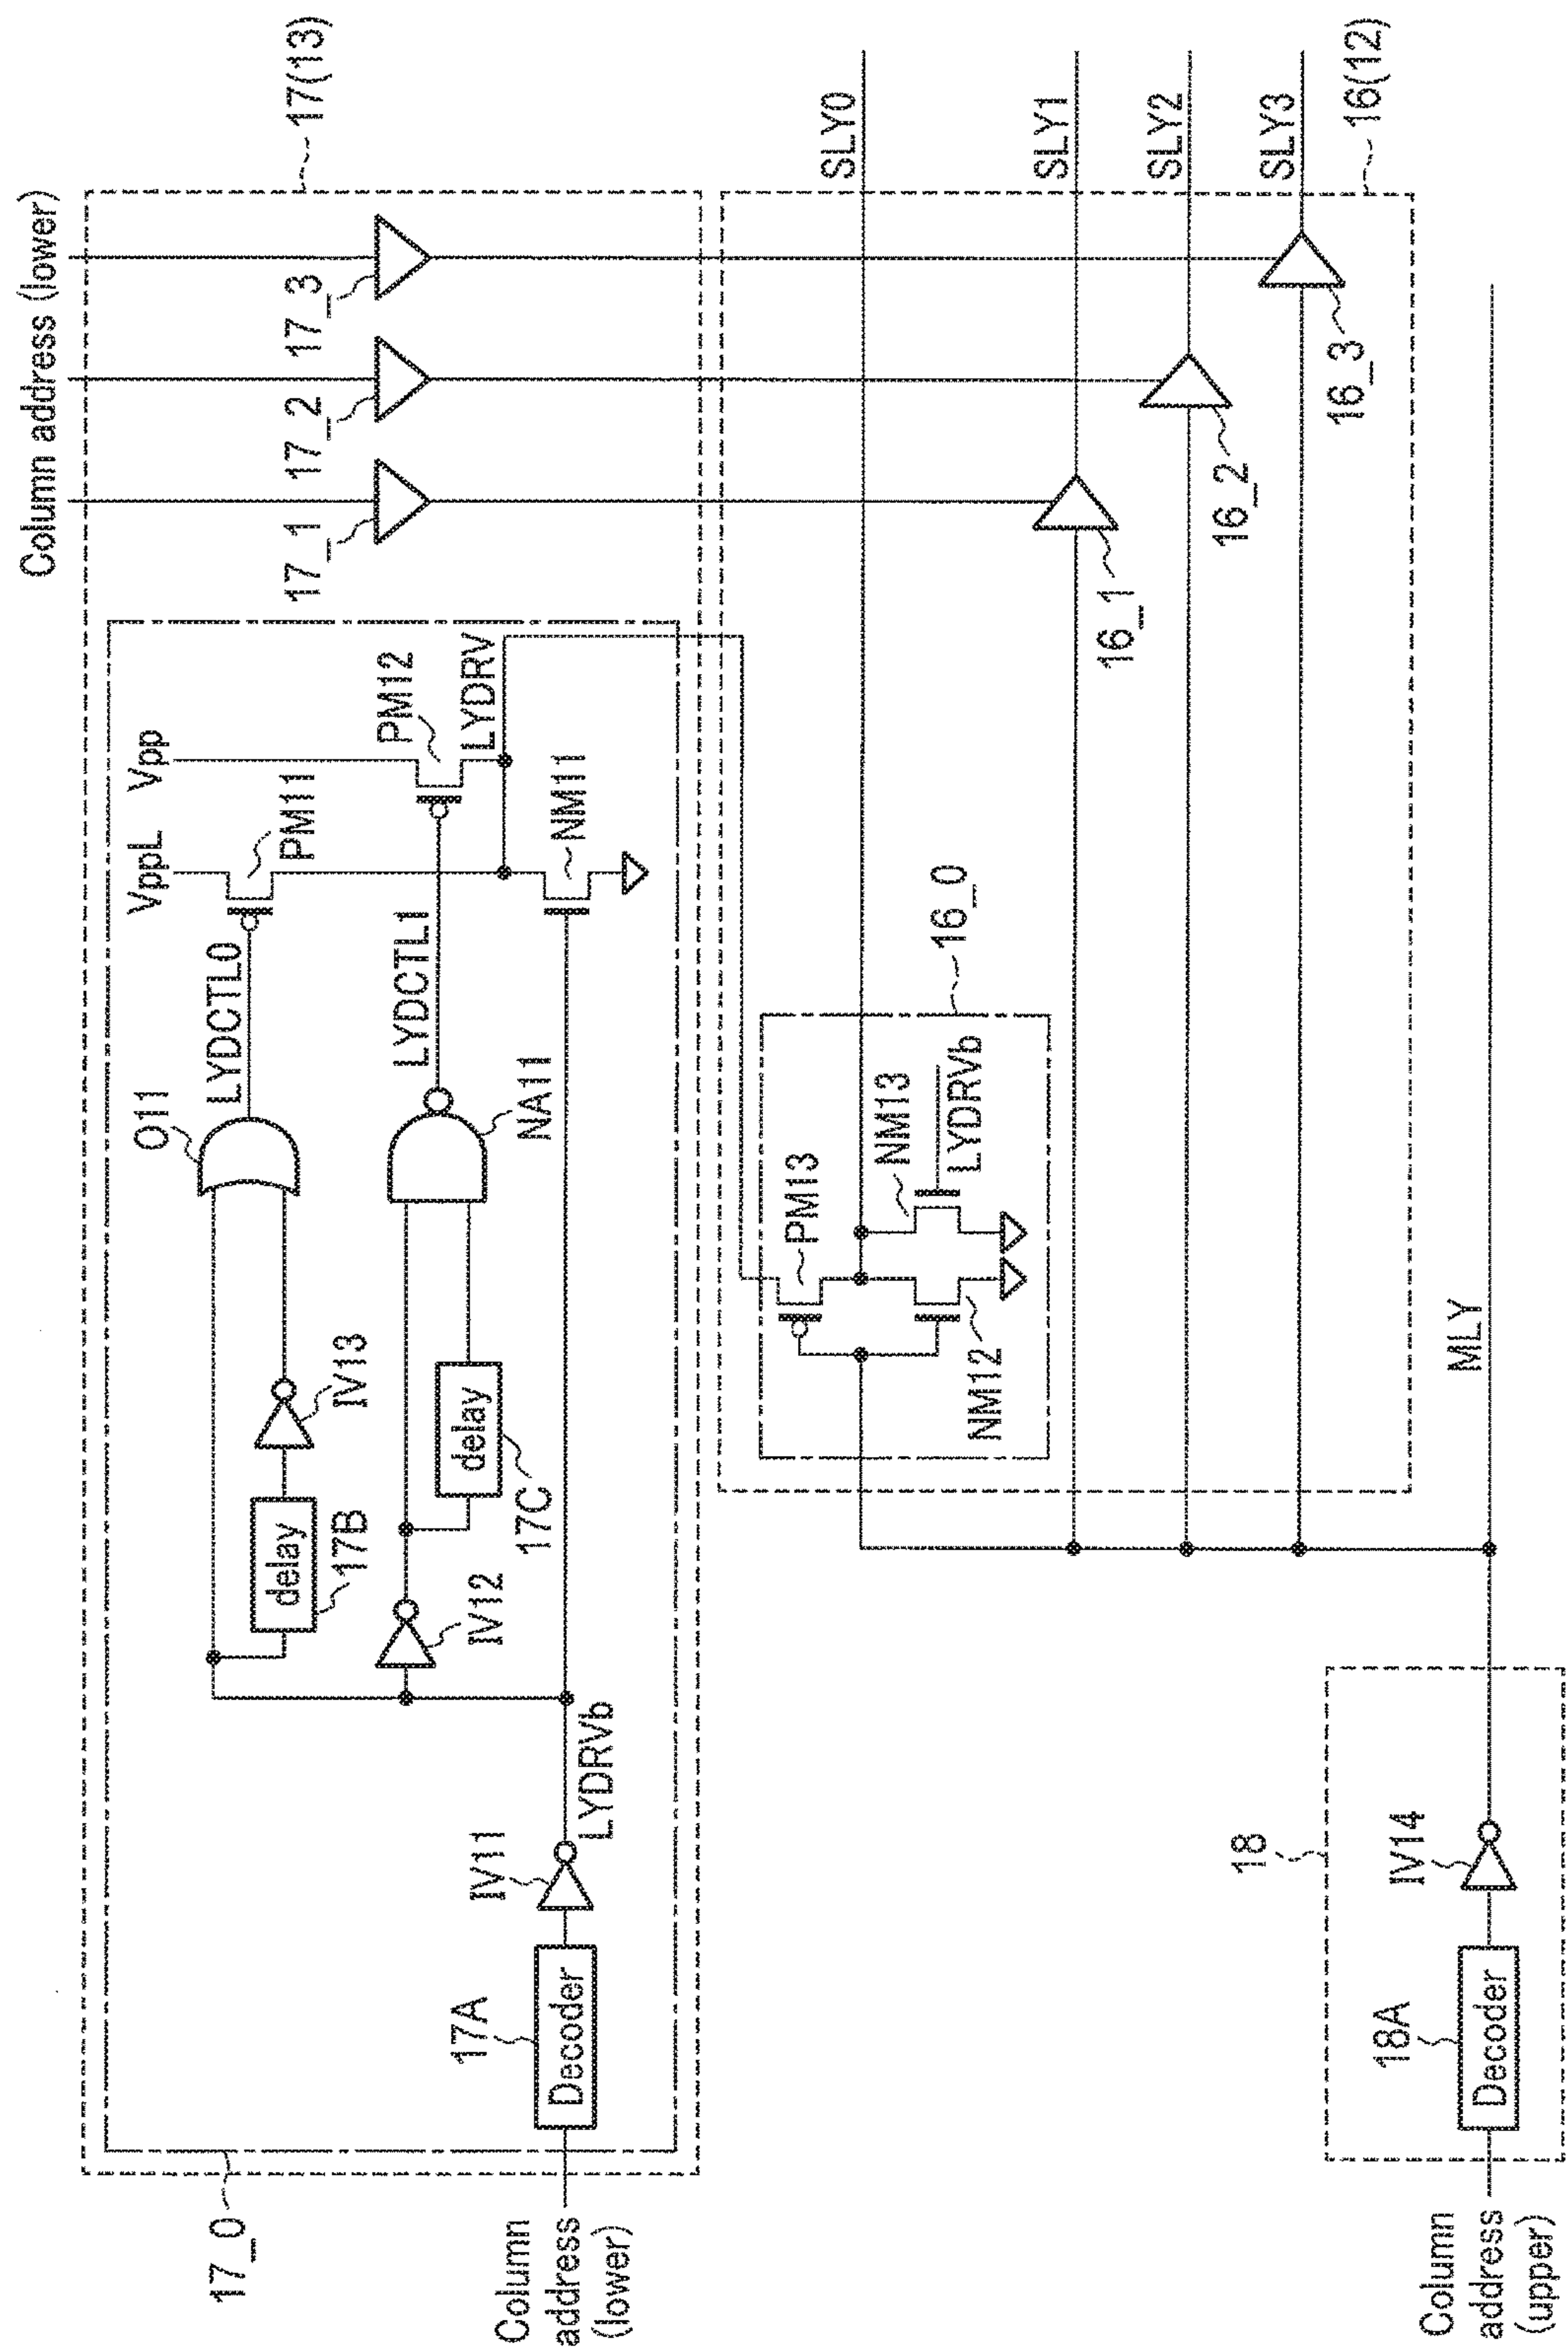 Column address (lower)
17(13)
17_1
17_2
17_3
17_0
Vpp
VppL
PM11
PM12
LYDRV
NM11
LYDCTL0
LYDCTL1
O11
NA11
IV13
delay
17B
delay
17C
IV12
LYDRVb
IV11
17A
Decoder
Column
address
(lower)
SLY0
SLY1
SLY2
SLY3
16(12)
16_0
16_1
16_2
16_3
PM13
NM13
LYDRVb
NM12
MLY
18
IV14
18A
Decoder
Column
address
(upper)